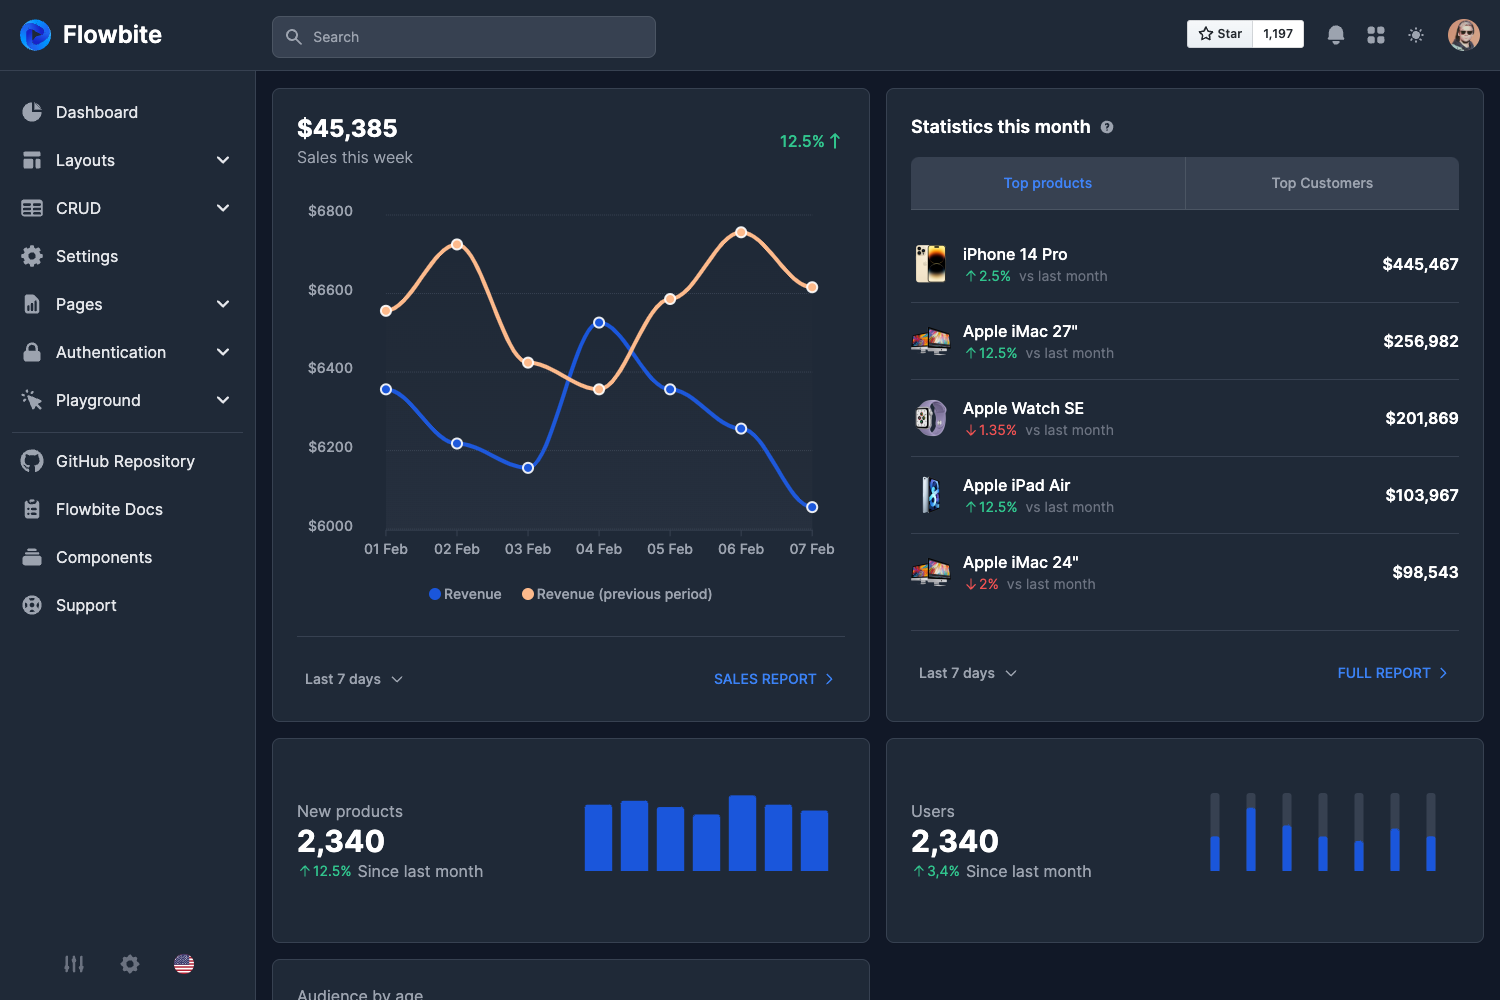 Flowbite
Search
Star 1,197
Dashboard
Layouts
CRUD
Settings
Pages
Authentication
Playground
GitHub Repository
Flowbite Docs
Components
Support
$45,385
Sales this week
12.5%
$6800
$6600
$6400
$6200
$6000
01 Feb 02 Feb 03 Feb 04 Feb 05 Feb 06 Feb 07 Feb
Revenue Revenue (previous period)
Last 7 days
SALES REPORT
Statistics this month
Top products Top Customers
iPhone 14 Pro
2.5% vs last month
$445,467
Apple iMac 27"
12.5% vs last month
$256,982
Apple Watch SE
1.35% vs last month
$201,869
Apple iPad Air
12.5% vs last month
$103,967
Apple iMac 24"
2% vs last month
$98,543
Last 7 days
FULL REPORT
New products
2,340
12.5% Since last month
Users
2,340
3,4% Since last month
Audience by age